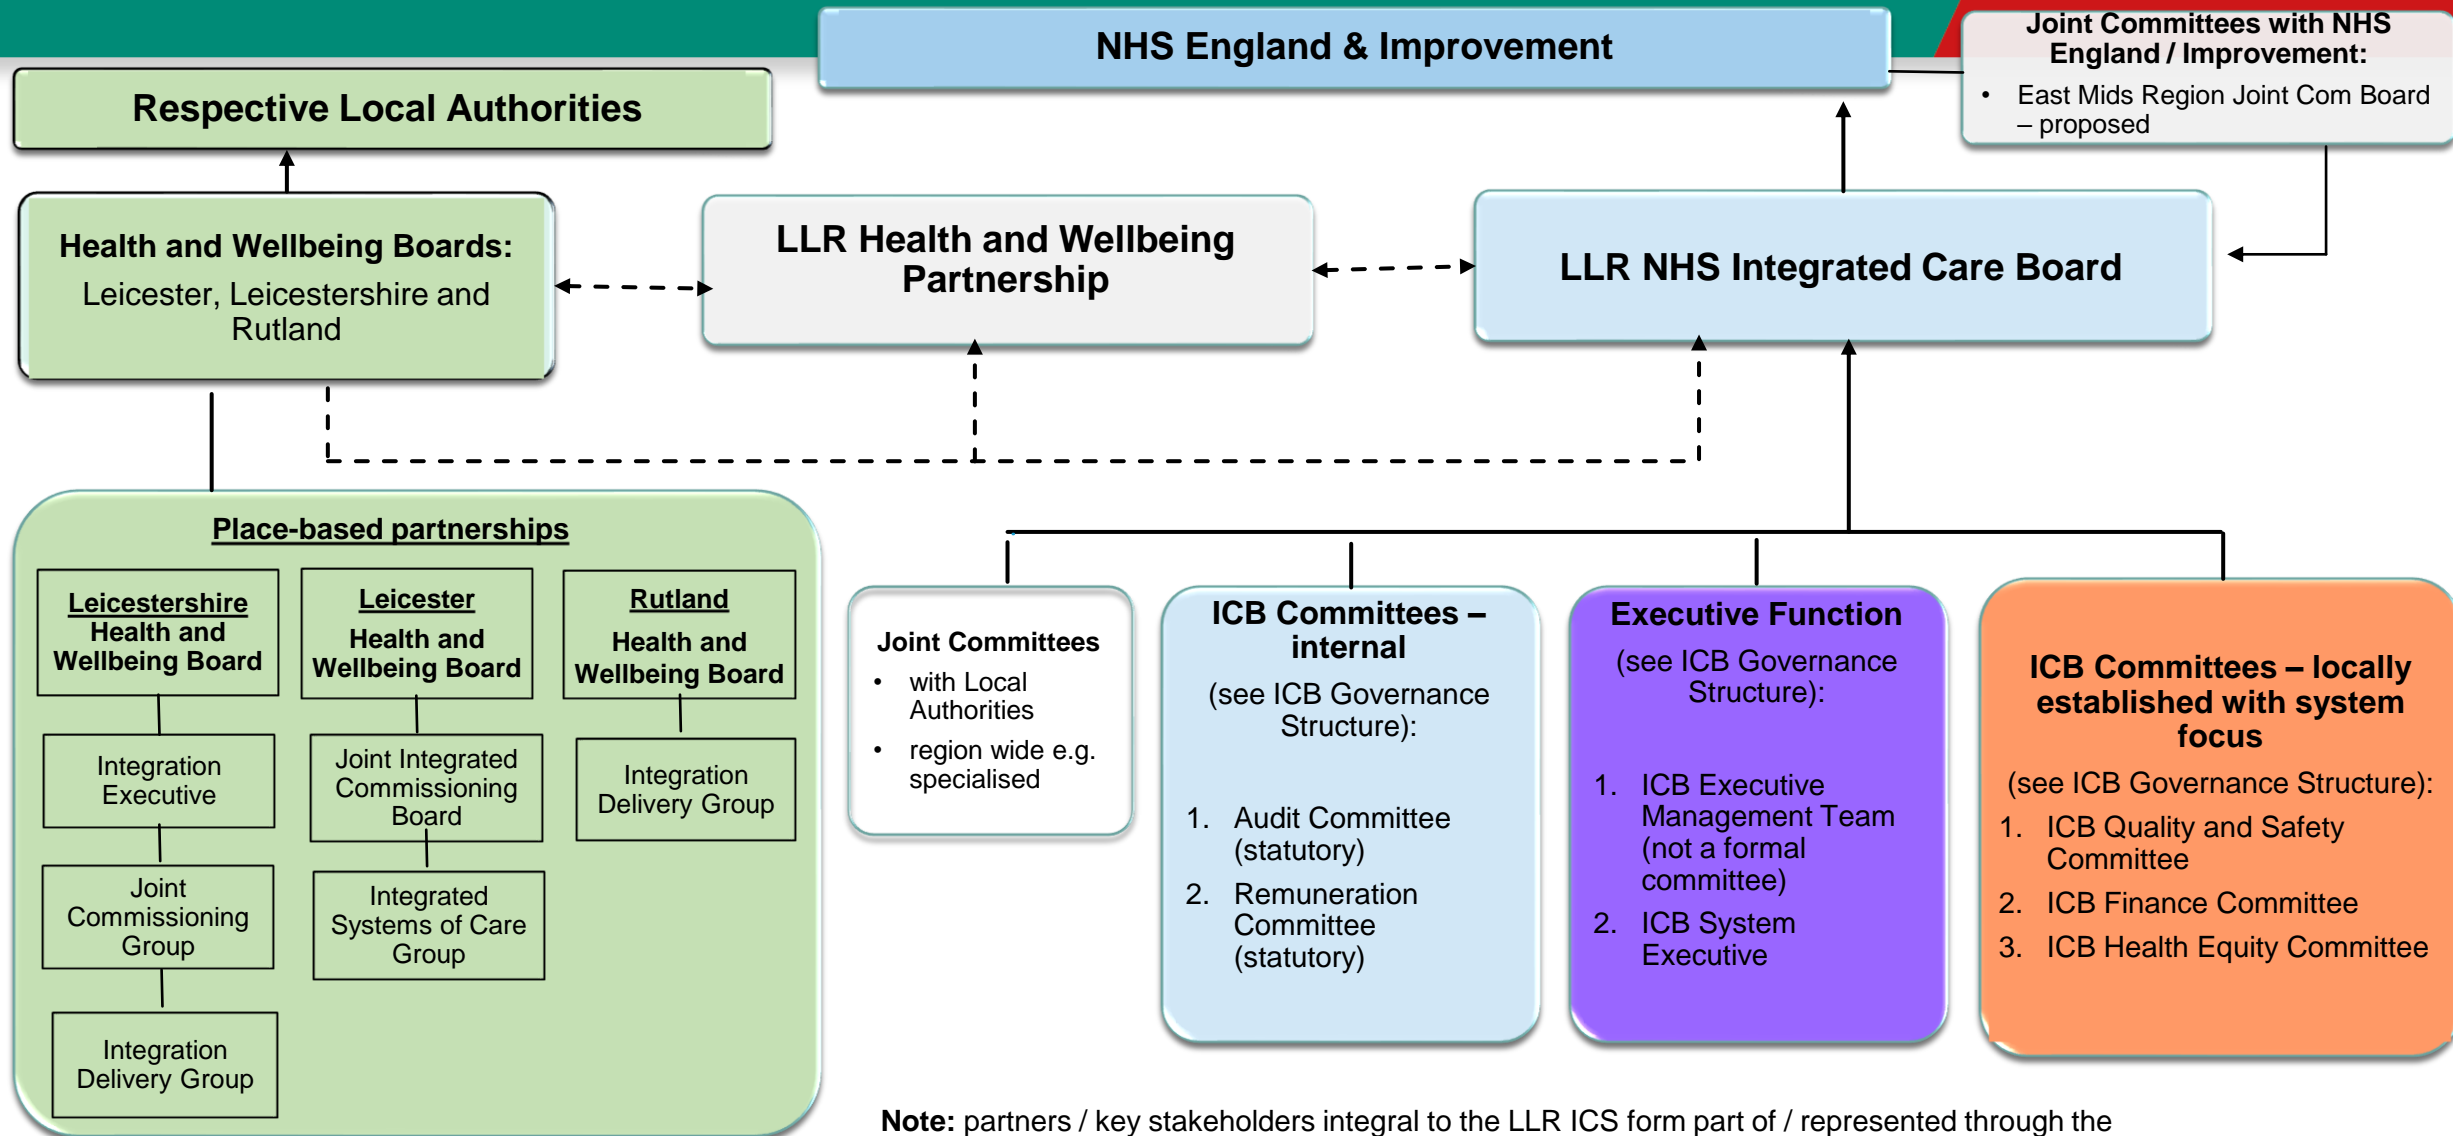 NHS England & Improvement
Joint Committees with NHS
England / Improvement:
• East Mids Region Joint Com Board
– proposed
Respective Local Authorities
Health and Wellbeing Boards:
Leicester, Leicestershire and
Rutland
LLR Health and Wellbeing
Partnership
LLR NHS Integrated Care Board
Place-based partnerships
Leicestershire
Health and
Wellbeing Board
Integration
Executive
Joint
Commissioning
Group
Integration
Delivery Group
Leicester
Health and
Wellbeing Board
Joint Integrated
Commissioning
Board
Integrated
Systems of Care
Group
Rutland
Health and
Wellbeing Board
Integration
Delivery Group
Joint Committees
• with Local
Authorities
• region wide e.g.
specialised
ICB Committees –
internal
(see ICB Governance
Structure):
1. Audit Committee
(statutory)
2. Remuneration
Committee
(statutory)
Executive Function
(see ICB Governance
Structure):
1. ICB Executive
Management Team
(not a formal
committee)
2. ICB System
Executive
ICB Committees – locally
established with system
focus
(see ICB Governance Structure):
1. ICB Quality and Safety
Committee
2. ICB Finance Committee
3. ICB Health Equity Committee
Note: partners / key stakeholders integral to the LLR ICS form part of / represented through the